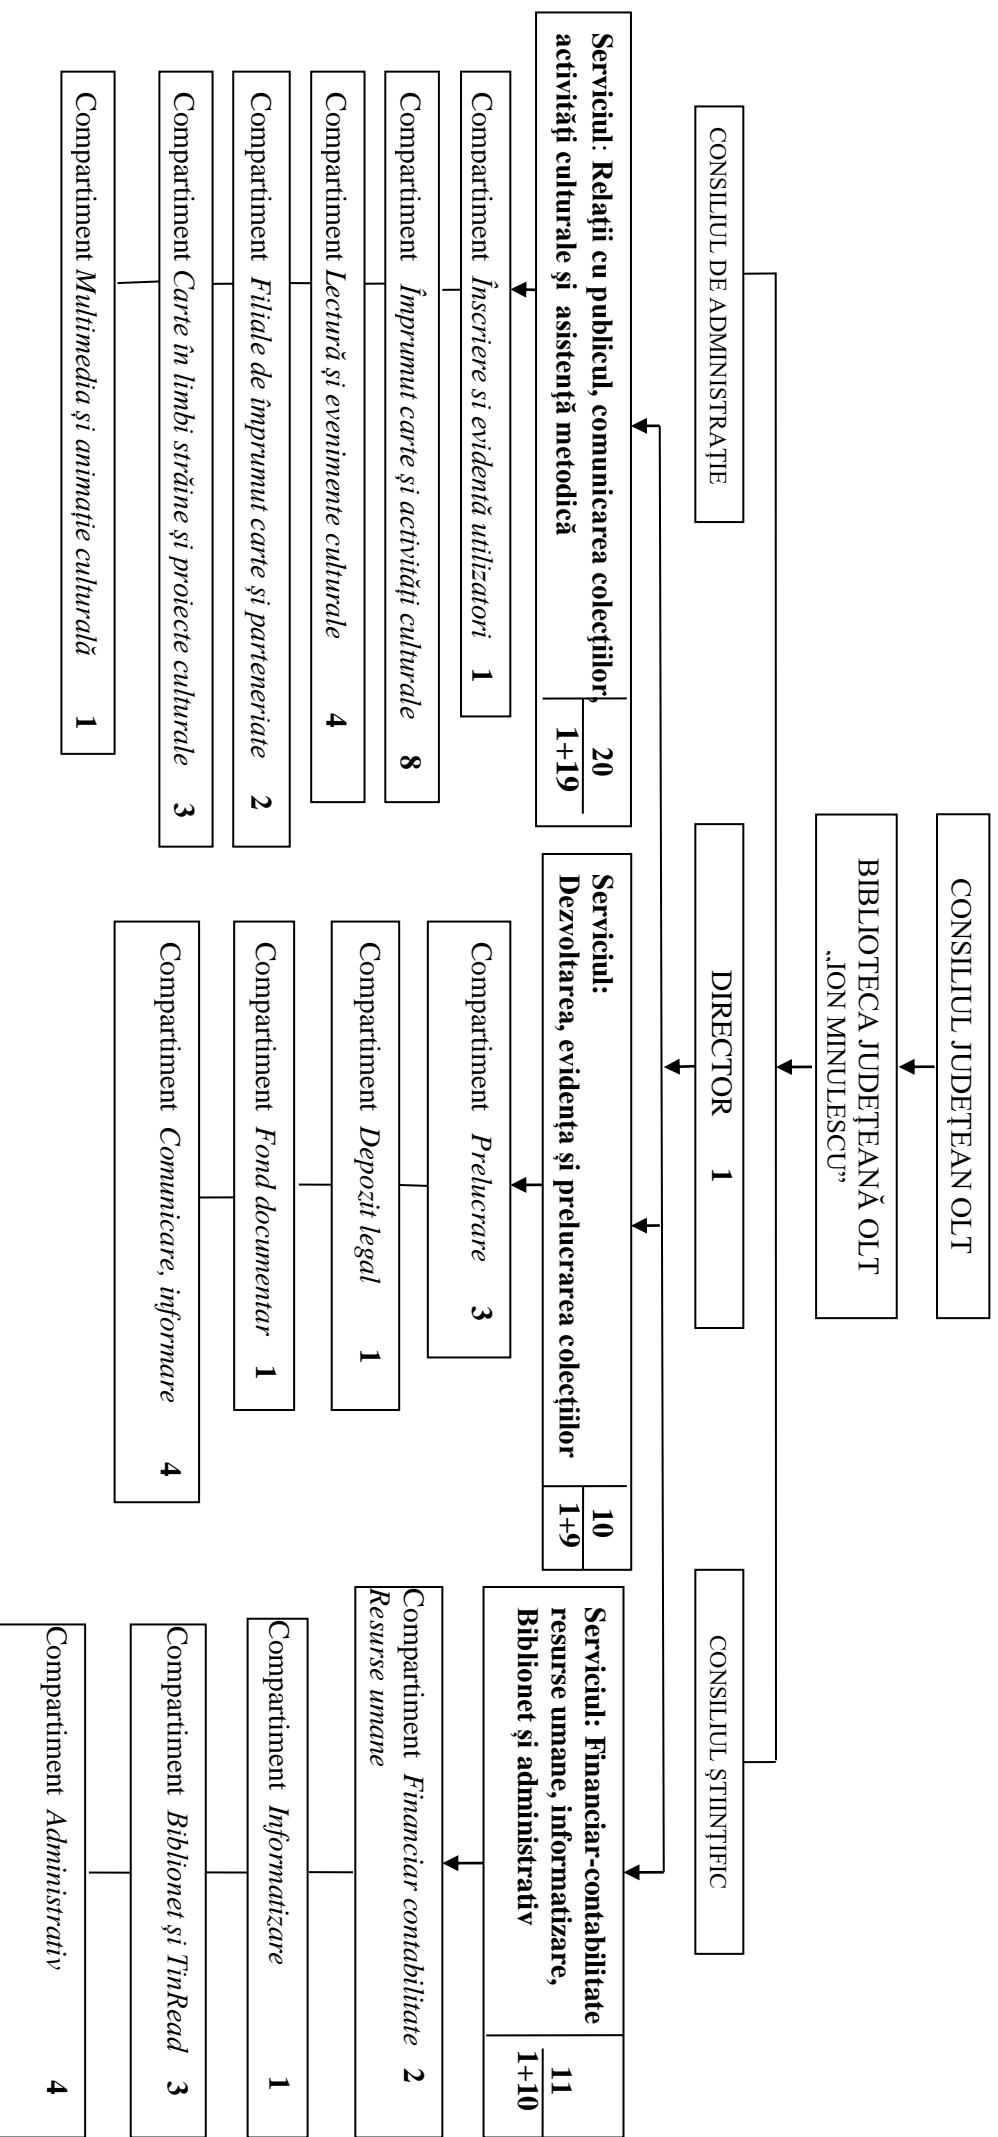 CONSILIUL JUDEȚEAN OLT
BIBLIOTECA JUDEȚEANĂ OLT
„ION MINULESCU”
CONSILIUL DE ADMINISTRAȚIE
DIRECTOR 1
CONSILIUL ȘTIINȚIFIC
Serviciul: Relații cu publicul, comunicarea colecțiilor,
activități culturale și asistență metodică
20
1+19
Compartiment Înscriere si evidentă utilizatori 1
Compartiment Împrumut carte și activități culturale 8
Compartiment Lectură și evenimente culturale 4
Compartiment Filiale de împrumut carte și parteneriate 2
Compartiment Carte în limbi străine și proiecte culturale 3
Compartiment Multimedia și animație culturală 1
Serviciul:
Dezvoltarea, evidența și prelucrarea colecțiilor
10
1+9
Compartiment Prelucrare 3
Compartiment Depozit legal 1
Compartiment Fond documentar 1
Compartiment Comunicare, informare 4
Serviciul: Financiar-contabilitate
resurse umane, informatizare,
Biblionet și administrativ
11
1+10
Compartiment Financiar contabilitate 2
Resurse umane
Compartiment Informatizare 1
Compartiment Biblionet și TinRead 3
Compartiment Administrativ 4